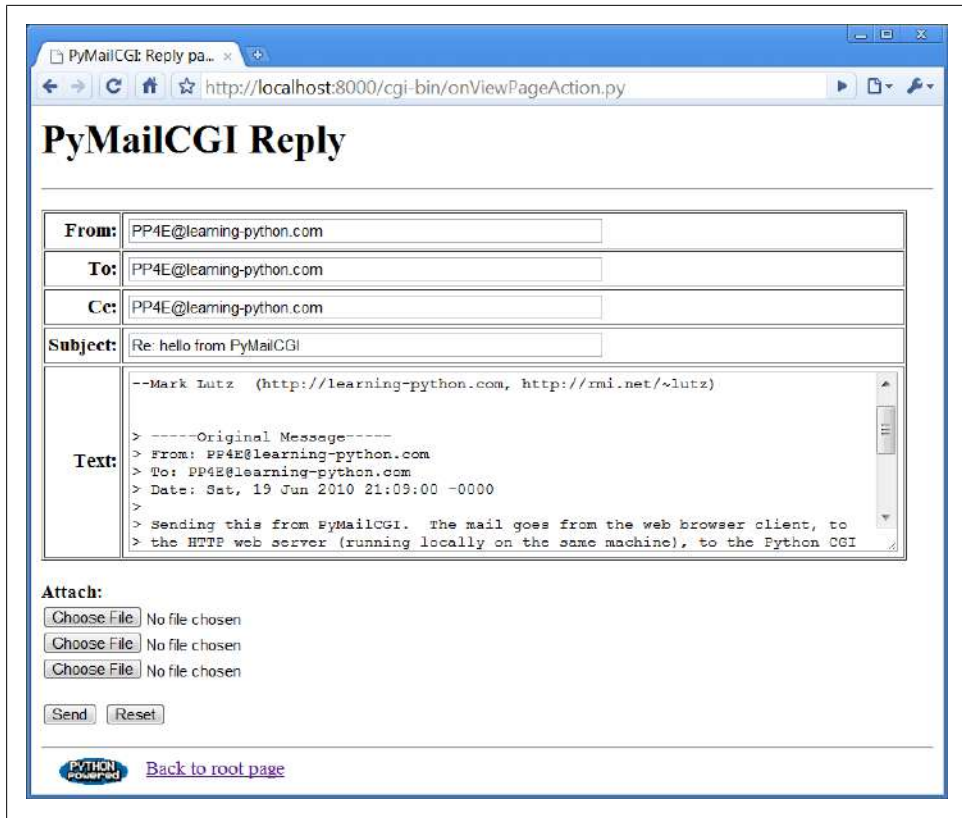 PyMailCGI: Reply pa...
http://localhost:8000/cgi-bin/onViewPageAction.py
PyMailCGI Reply
From: PP4E@learning-python.com
To: PP4E@learning-python.com
Cc: PP4E@learning-python.com
Subject: Re: hello from PyMailCGI
Text:
--Mark Lutz  (http://learning-python.com, http://rmi.net/~lutz)
> -----Original Message-----
> From: PP4E@learning-python.com
> To: PP4E@learning-python.com
> Date: Sat, 19 Jun 2010 21:09:00 -0000
>
> Sending this from PyMailCGI.  The mail goes from the web browser client, to
> the HTTP web server (running locally on the same machine), to the Python CGI
Attach:
Choose File No file chosen
Choose File No file chosen
Choose File No file chosen
Send Reset
PYTHON
Powered
Back to root page